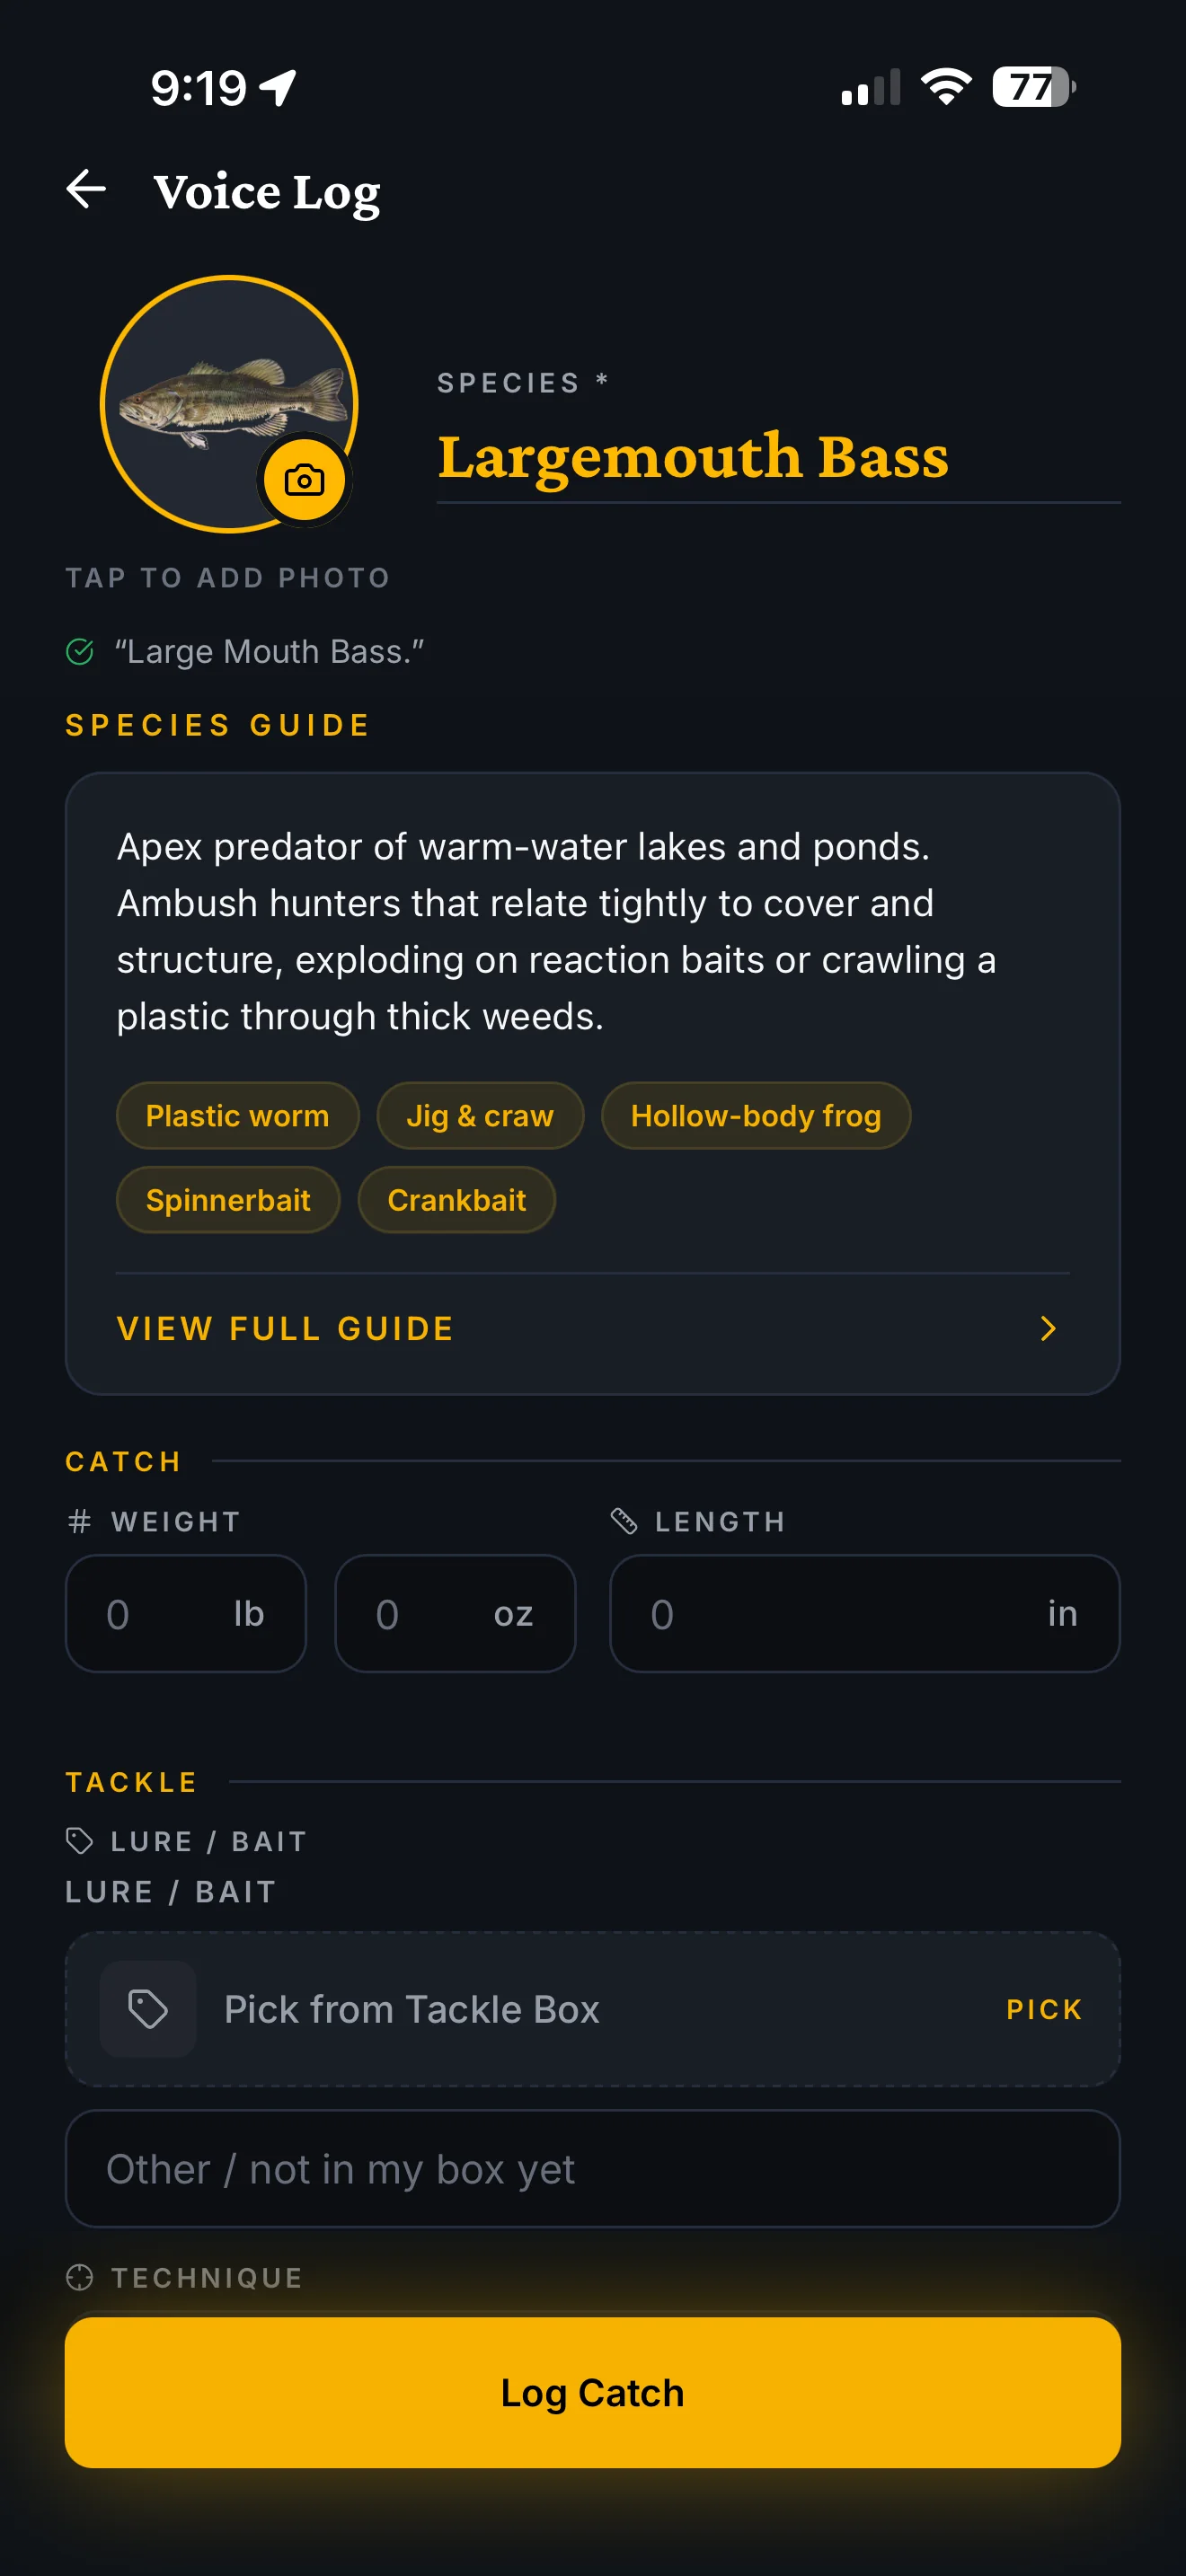 9:19
77
Voice Log
SPECIES *
Largemouth Bass
TAP TO ADD PHOTO
“Large Mouth Bass.”
SPECIES GUIDE
Apex predator of warm-water lakes and ponds.
Ambush hunters that relate tightly to cover and
structure, exploding on reaction baits or crawling a
plastic through thick weeds.
Plastic worm Jig & craw Hollow-body frog
Spinnerbait Crankbait
VIEW FULL GUIDE
CATCH
# WEIGHT LENGTH
0 lb 0 oz 0 in
TACKLE
LURE / BAIT
LURE / BAIT
Pick from Tackle Box PICK
Other / not in my box yet
TECHNIQUE
Log Catch